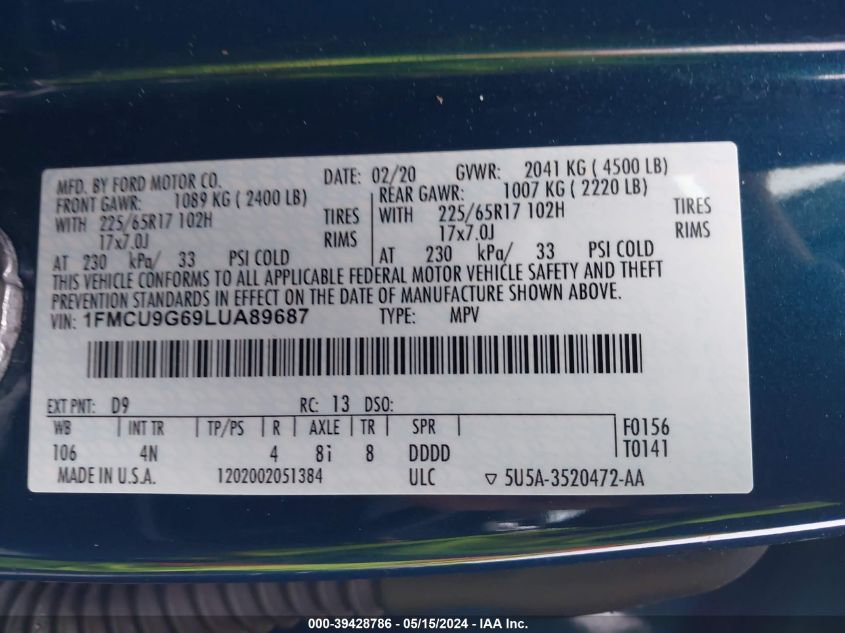 MFD. BY FORD MOTOR CO. DATE: 02/20 GVWR: 2041 KG ( 4500 LB)
FRONT GAWR: 1089 KG ( 2400 LB) REAR GAWR: 1007 KG ( 2220 LB)
WITH 225/65R17 102H TIRES WITH 225/65R17 102H TIRES
17x7.0J RIMS 17x7.0J RIMS
AT 230 kPa/ 33 PSI COLD AT 230 kPa/ 33 PSI COLD
THIS VEHICLE CONFORMS TO ALL APPLICABLE FEDERAL MOTOR VEHICLE SAFETY AND THEFT
PREVENTION STANDARDS IN EFFECT ON THE DATE OF MANUFACTURE SHOWN ABOVE.
VIN: 1FMCU9G69LUA89687 TYPE: MPV
EXT PNT: D9 RC: 13 DSO:
WB INT TR TP/PS R AXLE TR SPR F0156
106 4N 4 8i 8 DDDD T0141
MADE IN U.S.A. 1202002051384 ULC ▽ 5U5A-3520472-AA
000-39428786 - 05/15/2024 - IAA Inc.